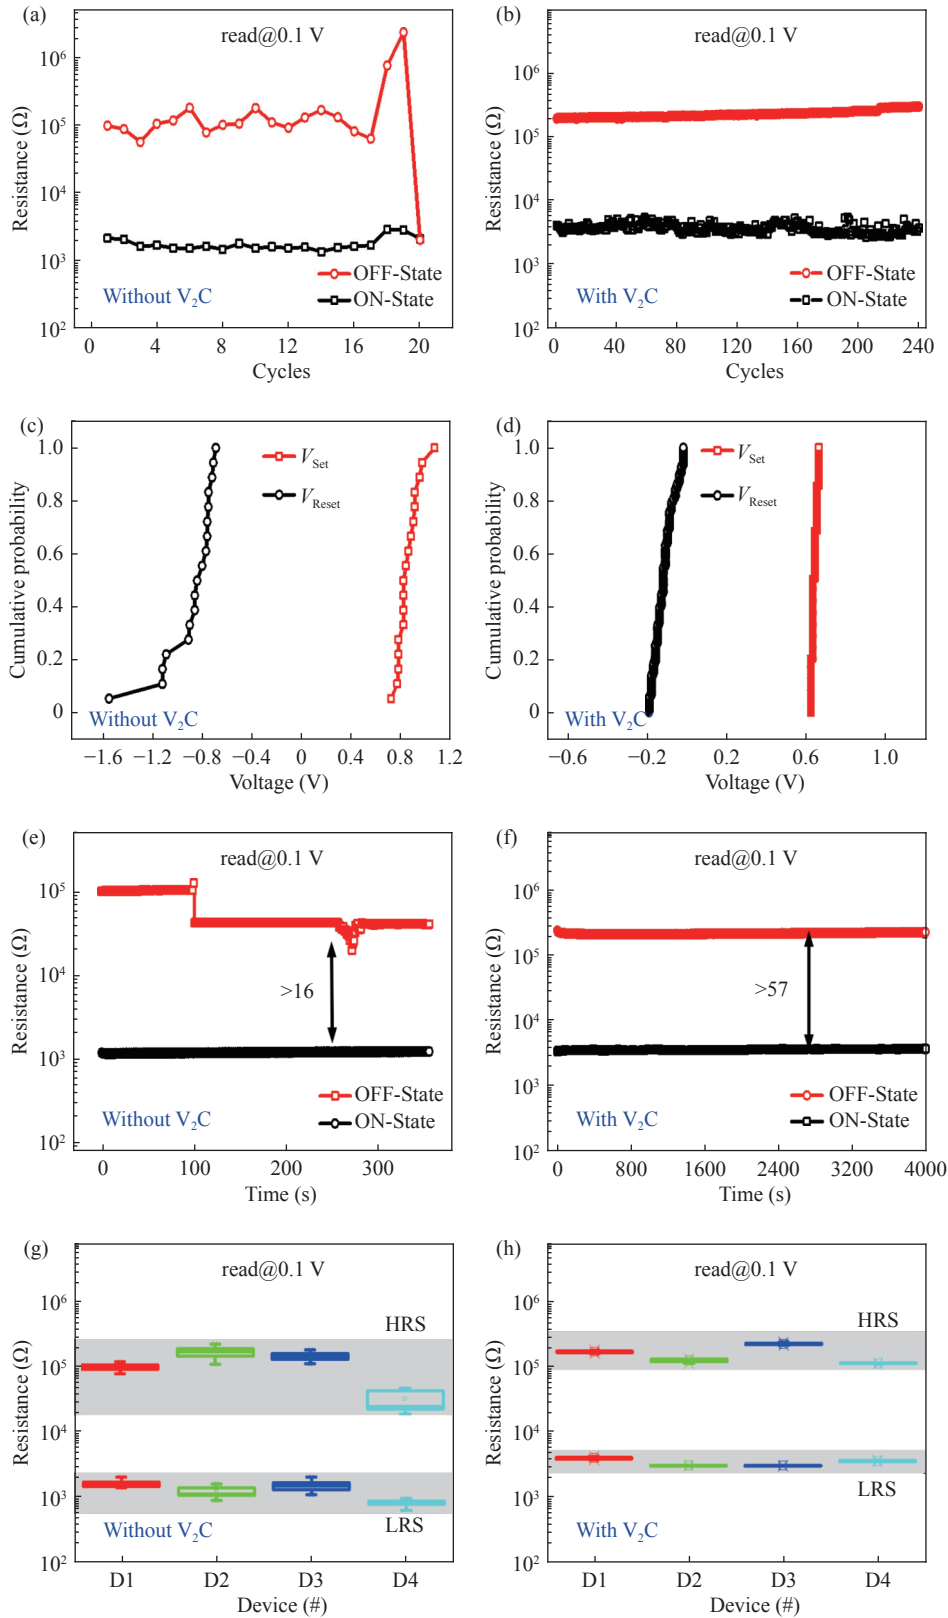 (a)
read@0.1 V
10⁶
10⁵
10⁴
10³
10²
Resistance (Ω)
OFF-State
ON-State
Without V₂C
0 4 8 12 16 20
Cycles
(b)
read@0.1 V
10⁶
10⁵
10⁴
10³
10²
Resistance (Ω)
OFF-State
ON-State
With V₂C
0 40 80 120 160 200 240
Cycles
(c)
1.0
0.8
0.6
0.4
0.2
0
Cumulative probability
V_Set
V_Reset
Without V₂C
−1.6 −1.2 −0.8 −0.4 0 0.4 0.8 1.2
Voltage (V)
(d)
1.0
0.8
0.6
0.4
0.2
0
Cumulative probability
V_Set
V_Reset
With V₂C
−0.6 −0.2 0.2 0.6 1.0
Voltage (V)
(e)
read@0.1 V
10⁵
10⁴
10³
10²
Resistance (Ω)
>16
OFF-State
ON-State
Without V₂C
0 100 200 300
Time (s)
(f)
read@0.1 V
10⁶
10⁵
10⁴
10³
10²
Resistance (Ω)
>57
OFF-State
ON-State
With V₂C
0 800 1600 2400 3200 4000
Time (s)
(g)
read@0.1 V
10⁶
10⁵
10⁴
10³
10²
Resistance (Ω)
HRS
LRS
Without V₂C
D1 D2 D3 D4
Device (#)
(h)
read@0.1 V
10⁶
10⁵
10⁴
10³
10²
Resistance (Ω)
HRS
LRS
With V₂C
D1 D2 D3 D4
Device (#)